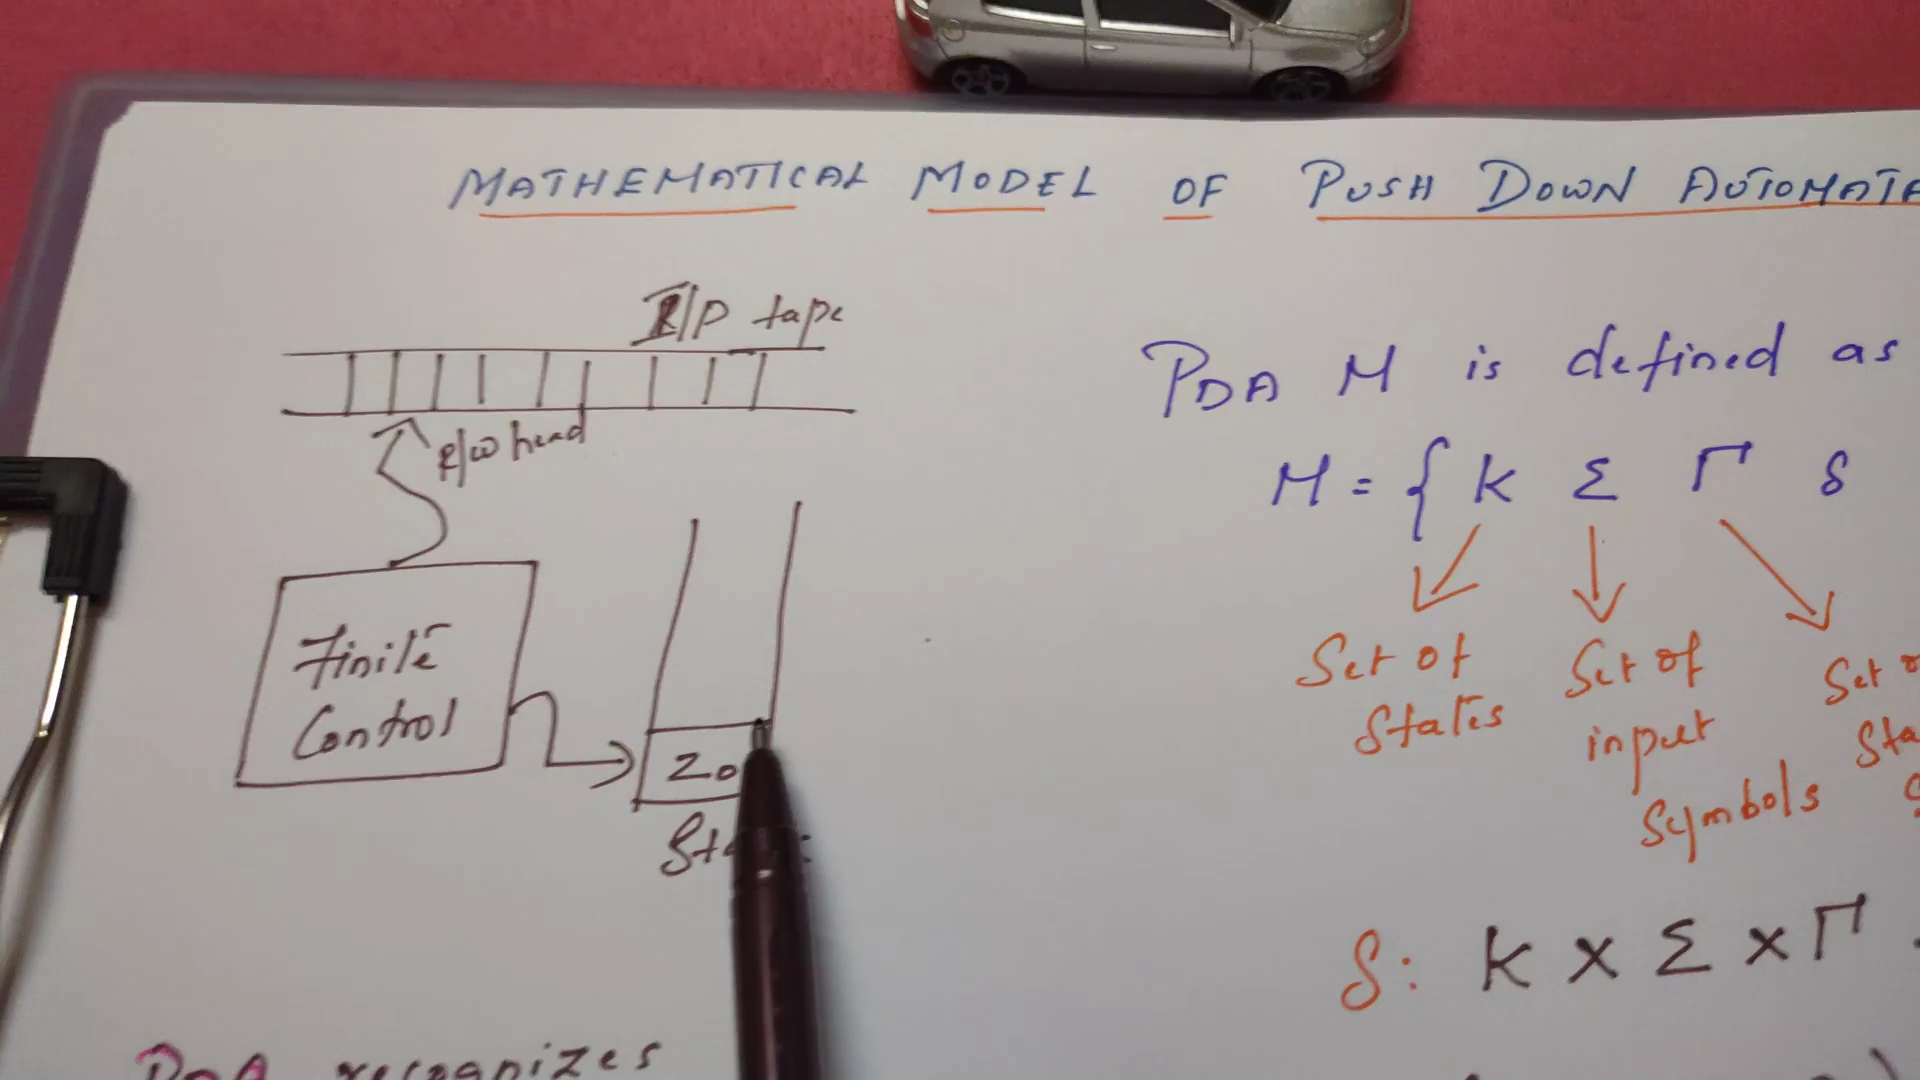 MATHEMATICAL MODEL OF PUSH DOWN AUTOMATA
I/P tape
R/W head
Finite
Control
Z0
PDA M is defined as
M = { K Σ Γ δ
Set of
States
Set of
input
Symbols
Set
δ: K × Σ × Γ
PDA recognizes